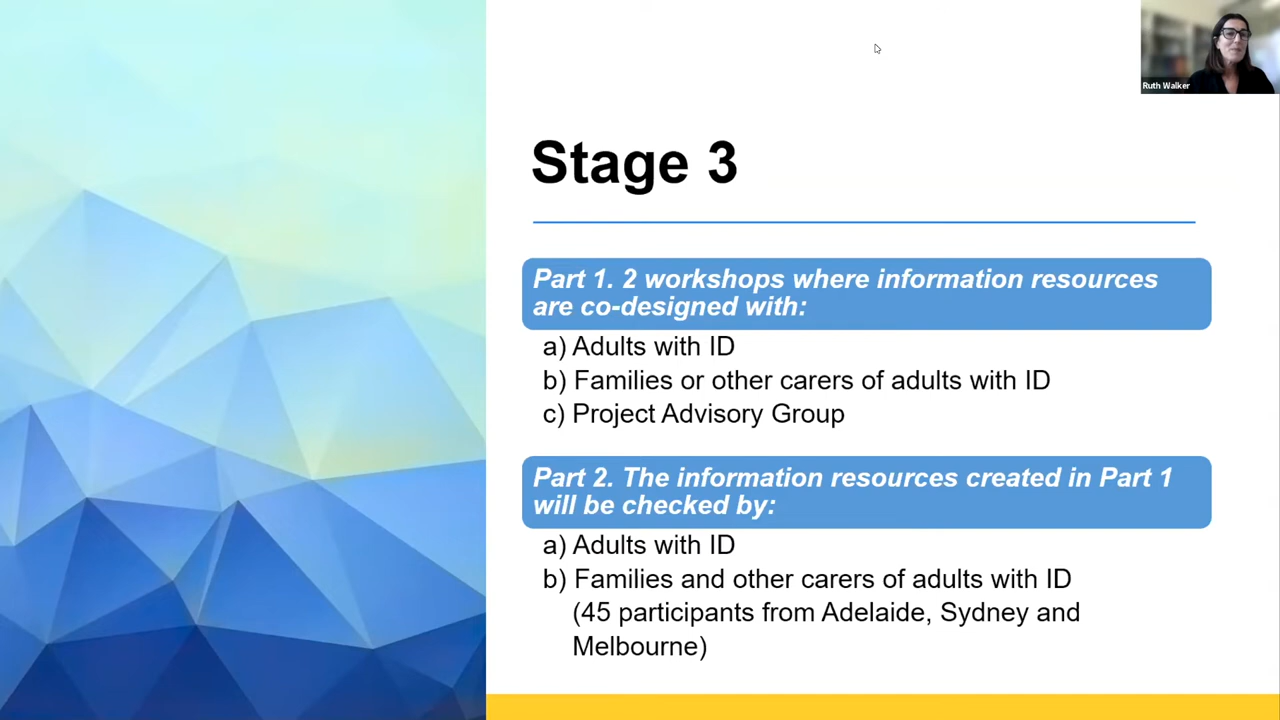 Ruth Walker
Stage 3
Part 1. 2 workshops where information resources
are co-designed with:
a) Adults with ID
b) Families or other carers of adults with ID
c) Project Advisory Group
Part 2. The information resources created in Part 1
will be checked by:
a) Adults with ID
b) Families and other carers of adults with ID
(45 participants from Adelaide, Sydney and
Melbourne)